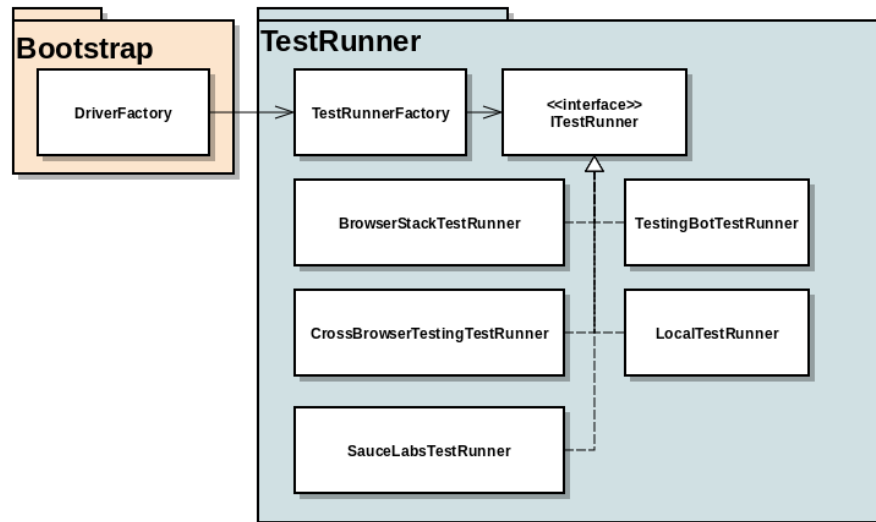 Bootstrap
TestRunner
DriverFactory
TestRunnerFactory
<<interface>>
ITestRunner
BrowserStackTestRunner
TestingBotTestRunner
CrossBrowserTestingTestRunner
LocalTestRunner
SauceLabsTestRunner